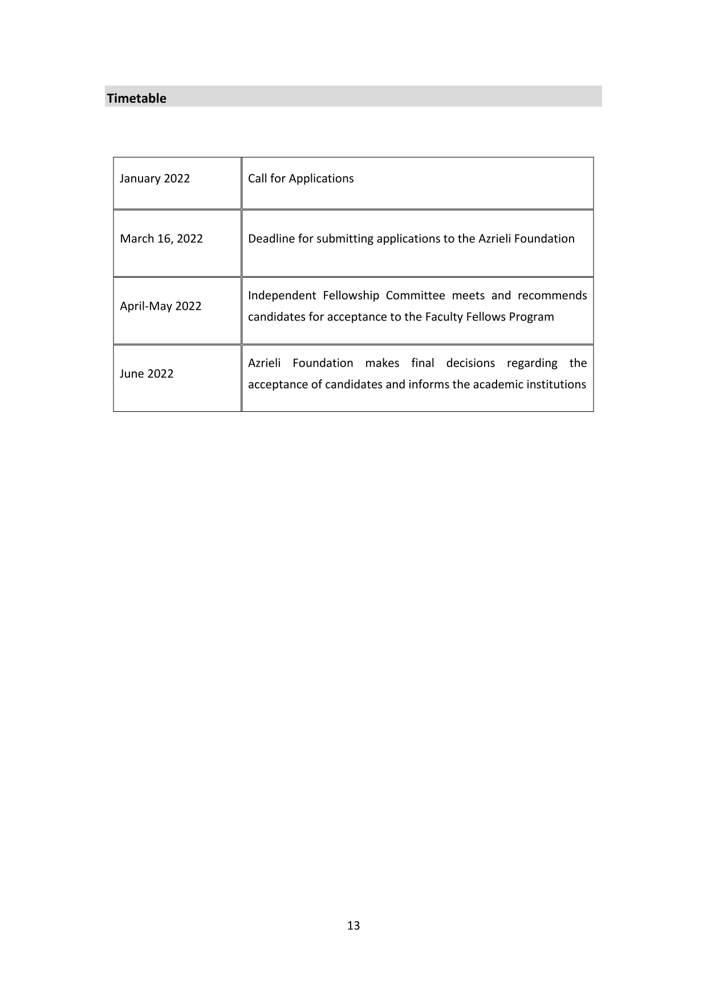 Timetable
January 2022
Call for Applications
March 16, 2022
Deadline for submitting applications to the Azrieli Foundation
April-May 2022
Independent Fellowship Committee meets and recommends
candidates for acceptance to the Faculty Fellows Program
June 2022
Azrieli Foundation makes final decisions regarding the
acceptance of candidates and informs the academic institutions
13